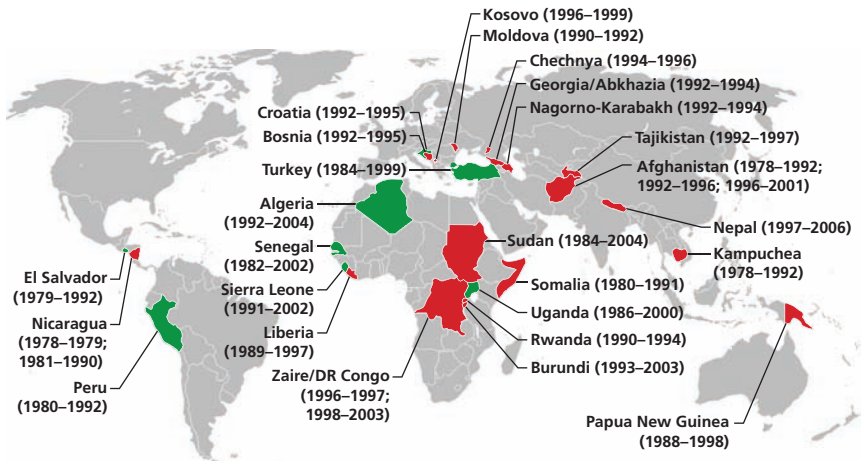 Kosovo (1996–1999)
Moldova (1990–1992)
Chechnya (1994–1996)
Georgia/Abkhazia (1992–1994)
Nagorno-Karabakh (1992–1994)
Croatia (1992–1995)
Bosnia (1992–1995)
Turkey (1984–1999)
Tajikistan (1992–1997)
Afghanistan (1978–1992;
1992–1996; 1996–2001)
Algeria
(1992–2004)
Nepal (1997–2006)
Senegal
(1982–2002)
Sudan (1984–2004)
Kampuchea
(1978–1992)
El Salvador
(1979–1992)
Sierra Leone
(1991–2002)
Somalia (1980–1991)
Uganda (1986–2000)
Nicaragua
(1978–1979;
1981–1990)
Liberia
(1989–1997)
Rwanda (1990–1994)
Burundi (1993–2003)
Peru
(1980–1992)
Zaire/DR Congo
(1996–1997;
1998–2003)
Papua New Guinea
(1988–1998)